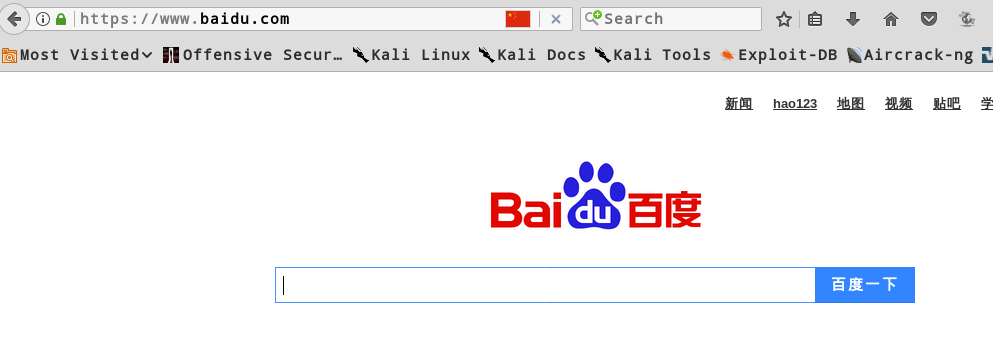 https://www.baidu.com Search
Most Visited Offensive Secur… Kali Linux Kali Docs Kali Tools Exploit-DB Aircrack-ng
新闻 hao123 地图 视频 贴吧 学
Bai du 百度
百度一下